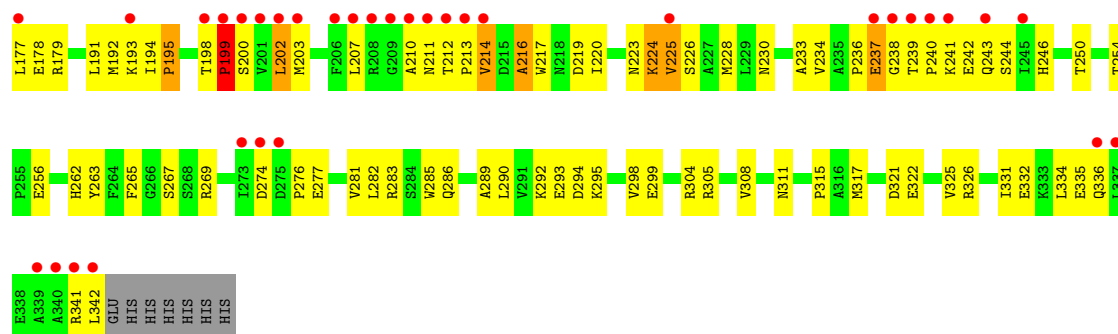 L177 E178 R179 L191 M192 K193 I194 P195 T198 P199 S200 V201 L202 M203 F206 L207 R208 G209 A210 N211 T212 P213 V214 D215 A216 W217 N218 D219 I220 N223 K224 V225 S226 A227 M228 L229 N230 A233 V234 A235 P236 E237 G238 T239 P240 K241 E242 Q243 S244 I245 H246 T250 T254
P255 E256 H262 Y263 F264 F265 G266 S267 S268 R269 I273 D274 D275 P276 E277 V281 L282 R283 S284 W285 Q286 A289 L290 V291 K292 E293 D294 K295 V298 E299 R304 R305 V308 N311 P315 A316 M317 D321 E322 V325 R326 I331 E332 K333 L334 E335 Q336
E338 A339 A340 R341 L342 GLU HIS HIS HIS HIS HIS HIS